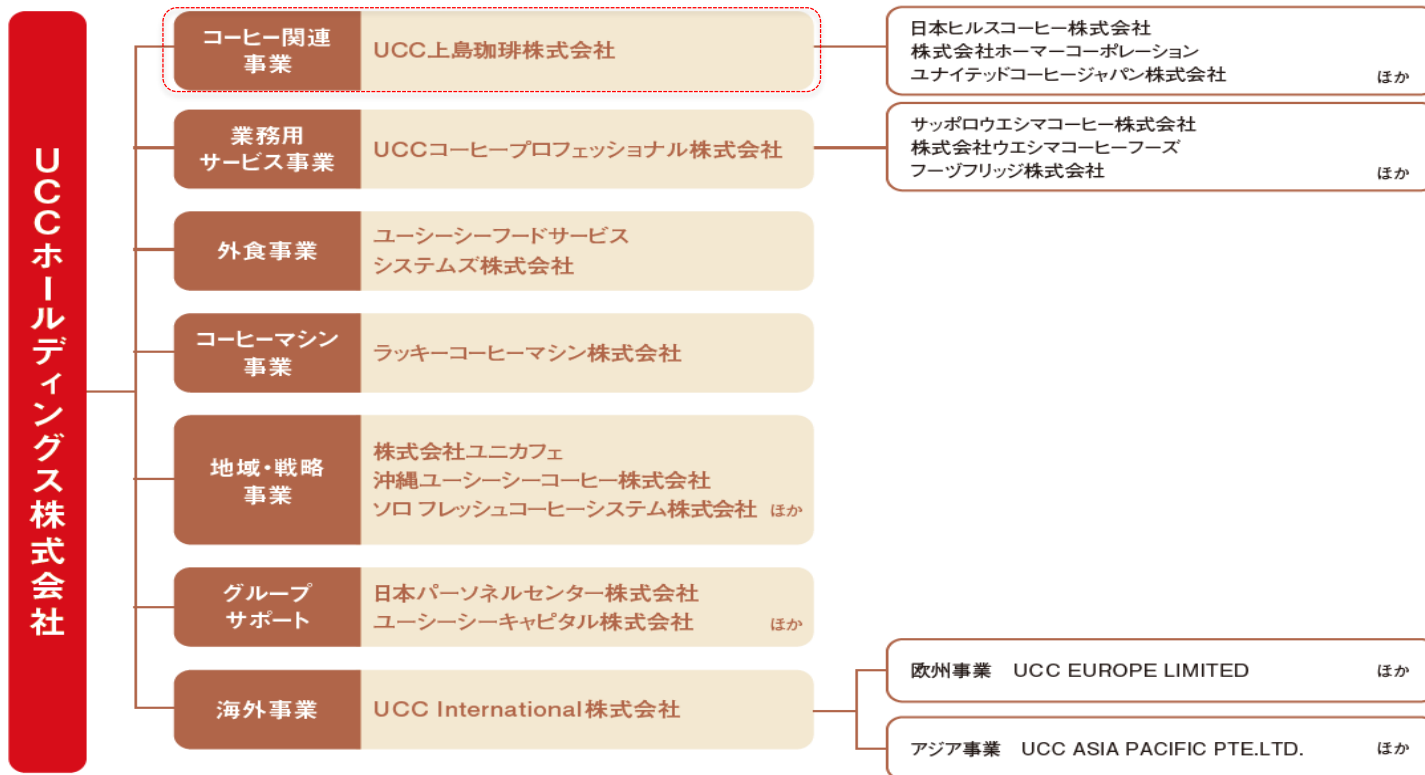 UCCホールディングス株式会社
コーヒー関連
事業
UCC上島珈琲株式会社
日本ヒルスコーヒー株式会社
株式会社ホーマーコーポレーション
ユナイテッドコーヒージャパン株式会社 ほか
業務用
サービス事業
UCCコーヒープロフェッショナル株式会社
サッポロウエシマコーヒー株式会社
株式会社ウエシマコーヒーフーズ
フーヅフリッジ株式会社 ほか
外食事業
ユーシーシーフードサービス
システムズ株式会社
コーヒーマシン
事業
ラッキーコーヒーマシン株式会社
地域・戦略
事業
株式会社ユニカフェ
沖縄ユーシーシーコーヒー株式会社
ソロ フレッシュコーヒーシステム株式会社 ほか
グループ
サポート
日本パーソネルセンター株式会社
ユーシーシーキャピタル株式会社 ほか
海外事業
UCC International株式会社
欧州事業 UCC EUROPE LIMITED ほか
アジア事業 UCC ASIA PACIFIC PTE.LTD. ほか